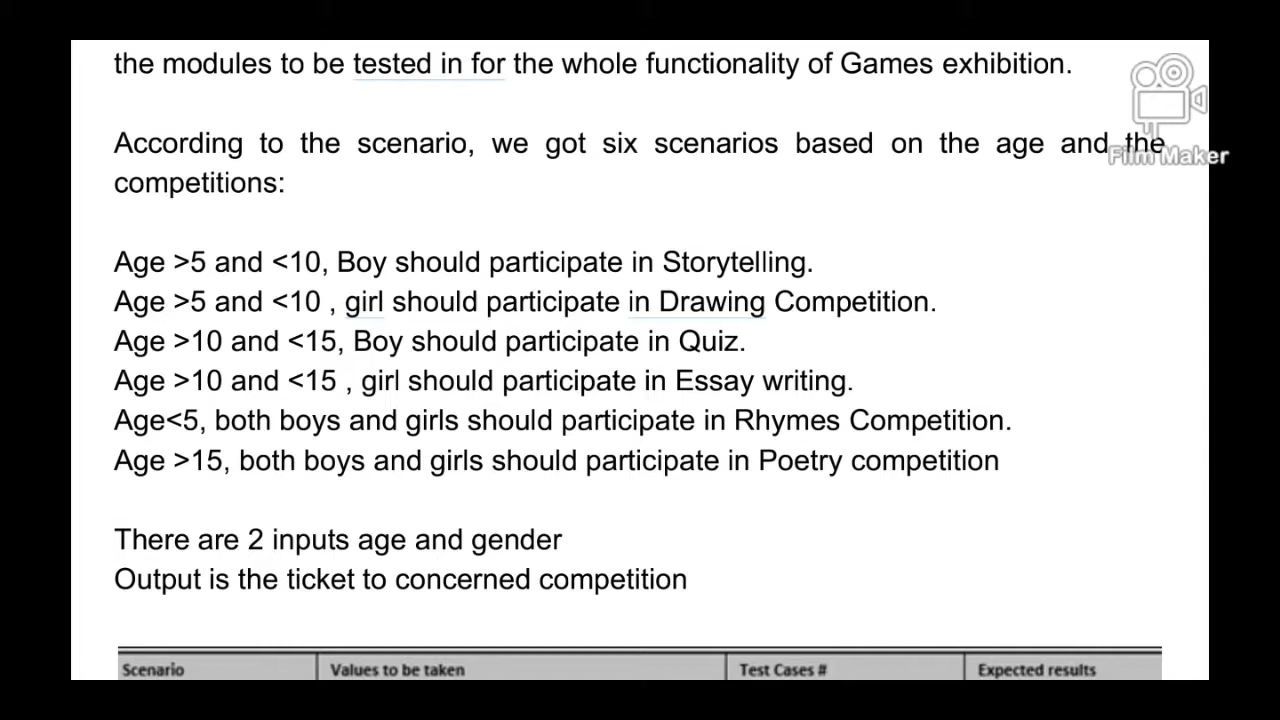 the modules to be tested in for the whole functionality of Games exhibition.
Film Maker
According to the scenario, we got six scenarios based on the age and the
competitions:
Age >5 and <10, Boy should participate in Storytelling.
Age >5 and <10 , girl should participate in Drawing Competition.
Age >10 and <15, Boy should participate in Quiz.
Age >10 and <15 , girl should participate in Essay writing.
Age<5, both boys and girls should participate in Rhymes Competition.
Age >15, both boys and girls should participate in Poetry competition
There are 2 inputs age and gender
Output is the ticket to concerned competition
Scenario Values to be taken Test Cases # Expected results